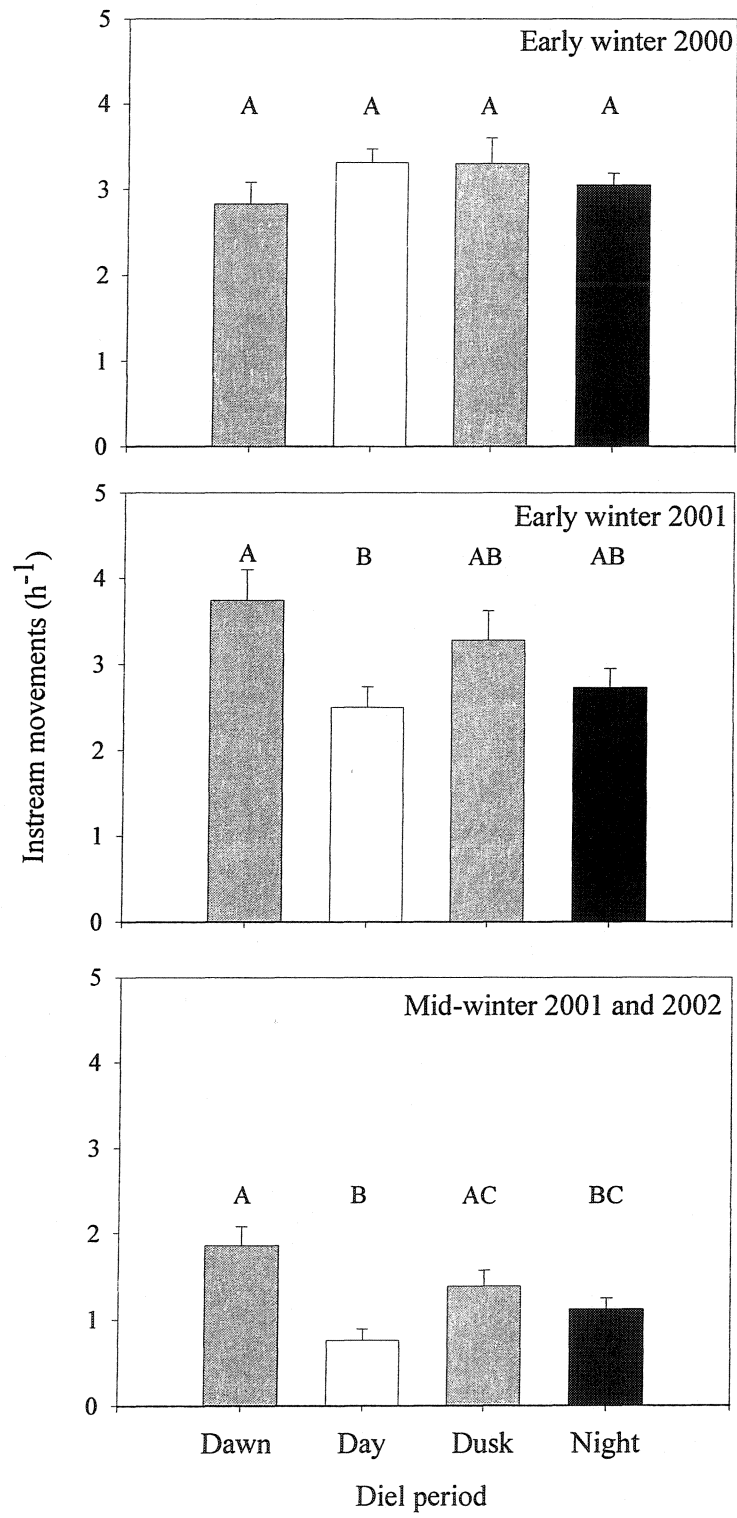 Early winter 2000
5
4
3
2
1
0
A A A A
Early winter 2001
5
4
3
2
1
0
A B AB AB
Instream movements (h⁻¹)
Mid-winter 2001 and 2002
5
4
3
2
1
0
A B AC BC
Dawn Day Dusk Night
Diel period